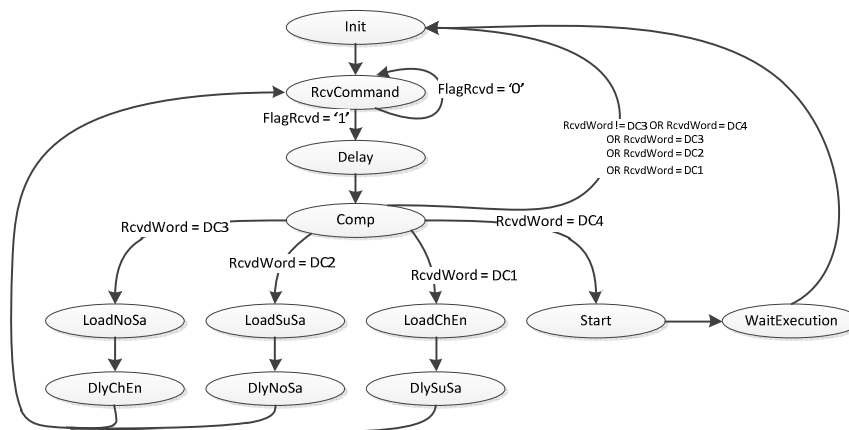 Init
RcvCommand
FlagRcvd = ‘0’
FlagRcvd = ‘1’
RcvdWord != DC3 OR RcvdWord = DC4
OR RcvdWord = DC3
OR RcvdWord = DC2
OR RcvdWord = DC1
Delay
Comp
RcvdWord = DC3
RcvdWord = DC4
RcvdWord = DC2
RcvdWord = DC1
LoadNoSa
LoadSuSa
LoadChEn
Start
WaitExecution
DlyChEn
DlyNoSa
DlySuSa